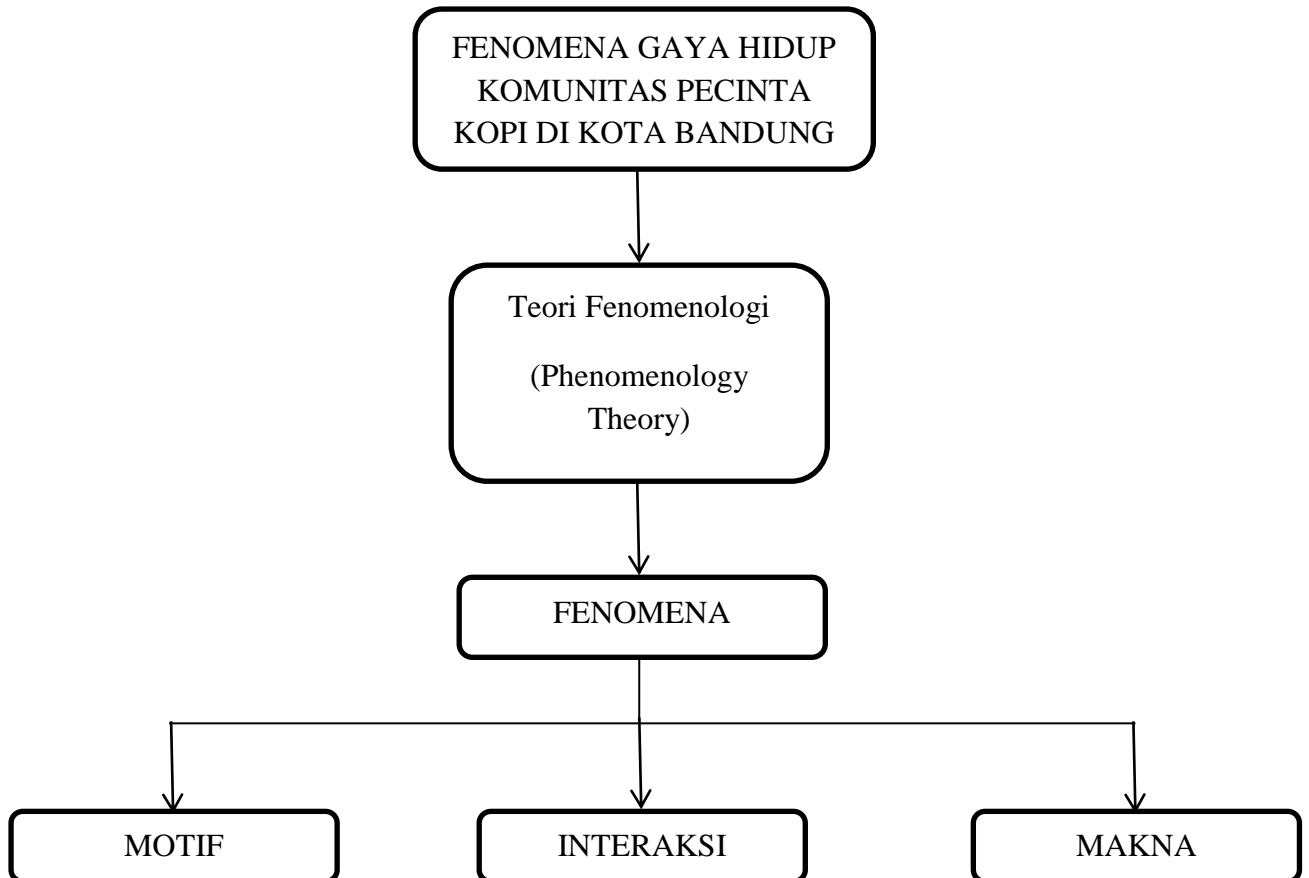 FENOMENA GAYA HIDUP
KOMUNITAS PECINTA
KOPI DI KOTA BANDUNG
Teori Fenomenologi
(Phenomenology
Theory)
FENOMENA
MOTIF
INTERAKSI
MAKNA